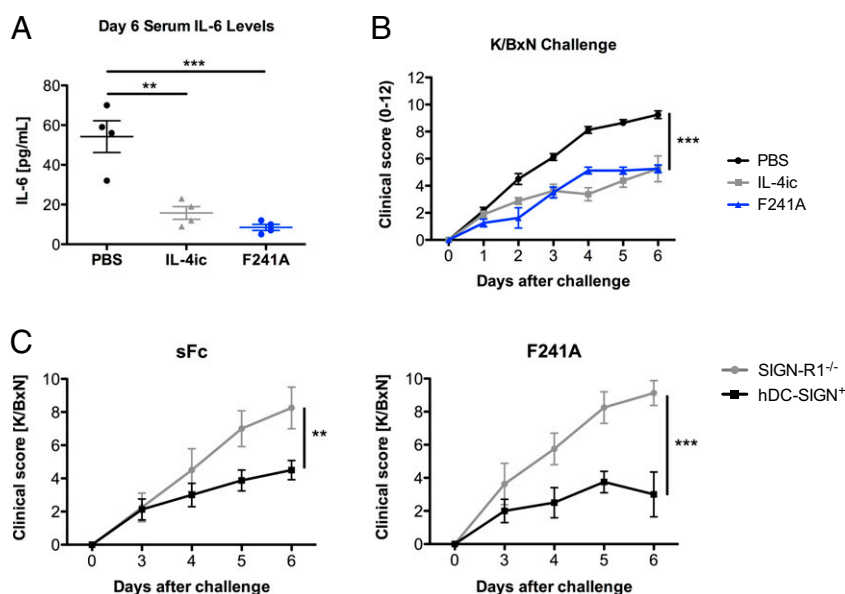 A
Day 6 Serum IL-6 Levels
***
**
IL-6 [pg/mL]
80
60
40
20
0
PBS
IL-4ic
F241A
B
K/BxN Challenge
Clinical score (0-12)
12
10
8
6
4
2
0
0 1 2 3 4 5 6
Days after challenge
***
PBS
IL-4ic
F241A
C
sFc
Clinical score [K/BxN]
10
8
6
4
2
0
0 3 4 5 6
Days after challenge
**
F241A
Clinical score [K/BxN]
10
8
6
4
2
0
0 3 4 5 6
Days after challenge
***
SIGN-R1-/-
hDC-SIGN+